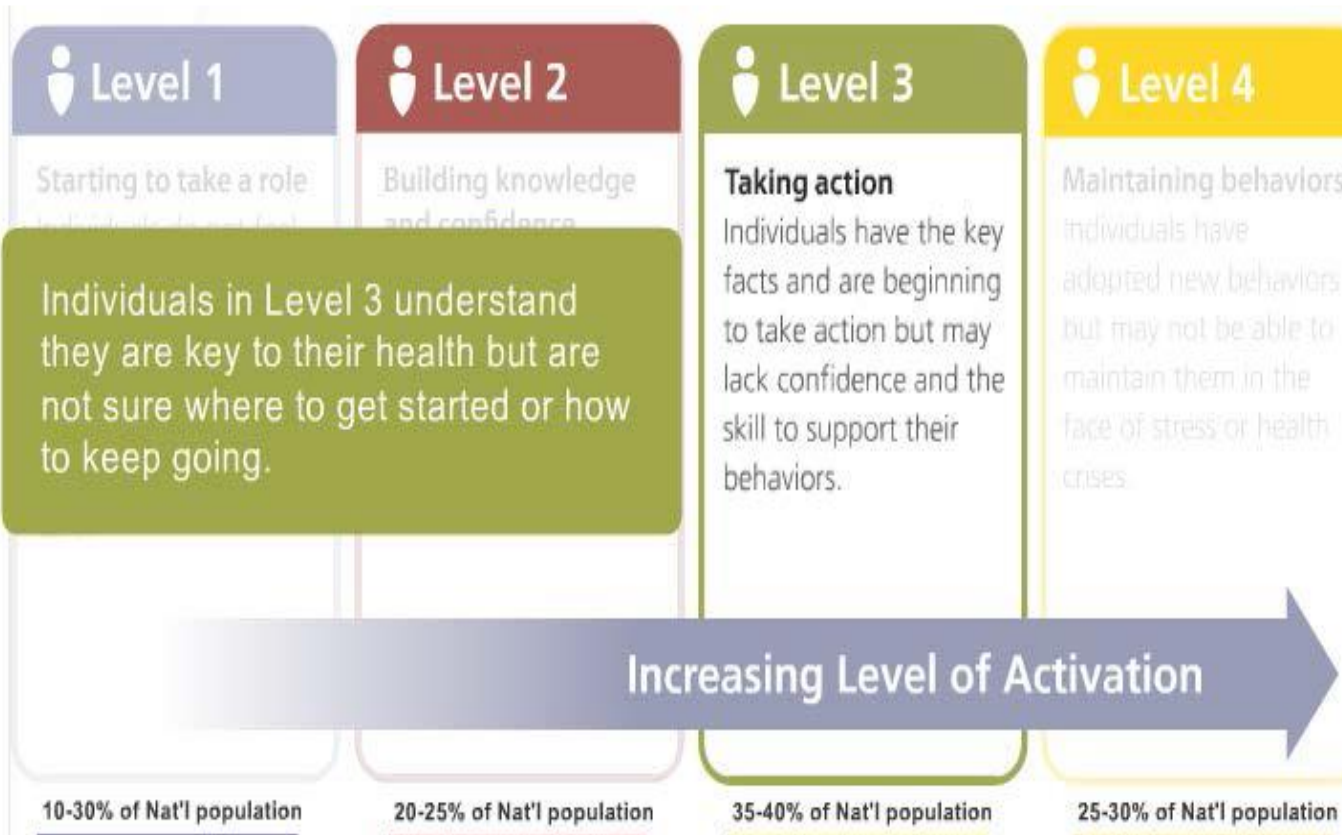 Level 1
Starting to take a role
Level 2
Building knowledge
and confidence
Individuals in Level 3 understand
they are key to their health but are
not sure where to get started or how
to keep going.
Level 3
Taking action
Individuals have the key
facts and are beginning
to take action but may
lack confidence and the
skill to support their
behaviors.
Level 4
Maintaining behaviors
Individuals have
adopted new behaviors
but may not be able to
maintain them in the
face of stress or health
crises.
Increasing Level of Activation
10-30% of Nat'l population
20-25% of Nat'l population
35-40% of Nat'l population
25-30% of Nat'l population